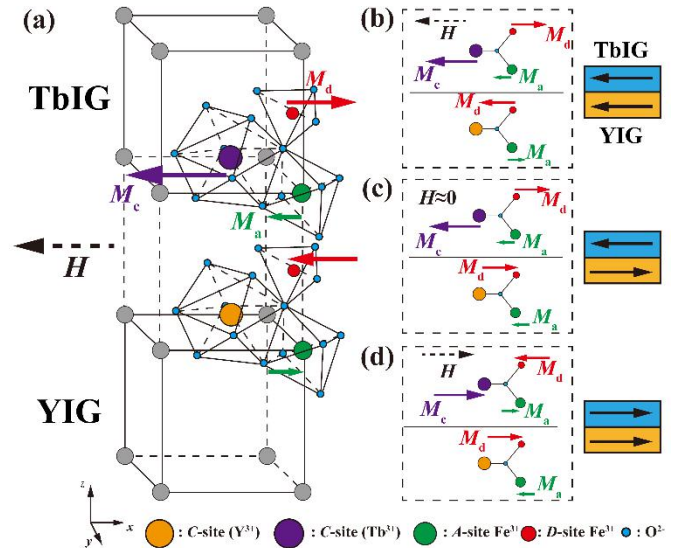 (a)
TbIG
M_d
M_c
M_a
H
YIG
z
x
y
(b)
H
M_d
M_c
M_a
M_d
M_a
TbIG
YIG
(c)
H≈0
M_d
M_c
M_a
M_d
M_a
(d)
H
M_d
M_c
M_a
M_d
M_a
: C-site (Y³⁺) : C-site (Tb³⁺) : A-site Fe³⁺ : D-site Fe³⁺ : O²⁻